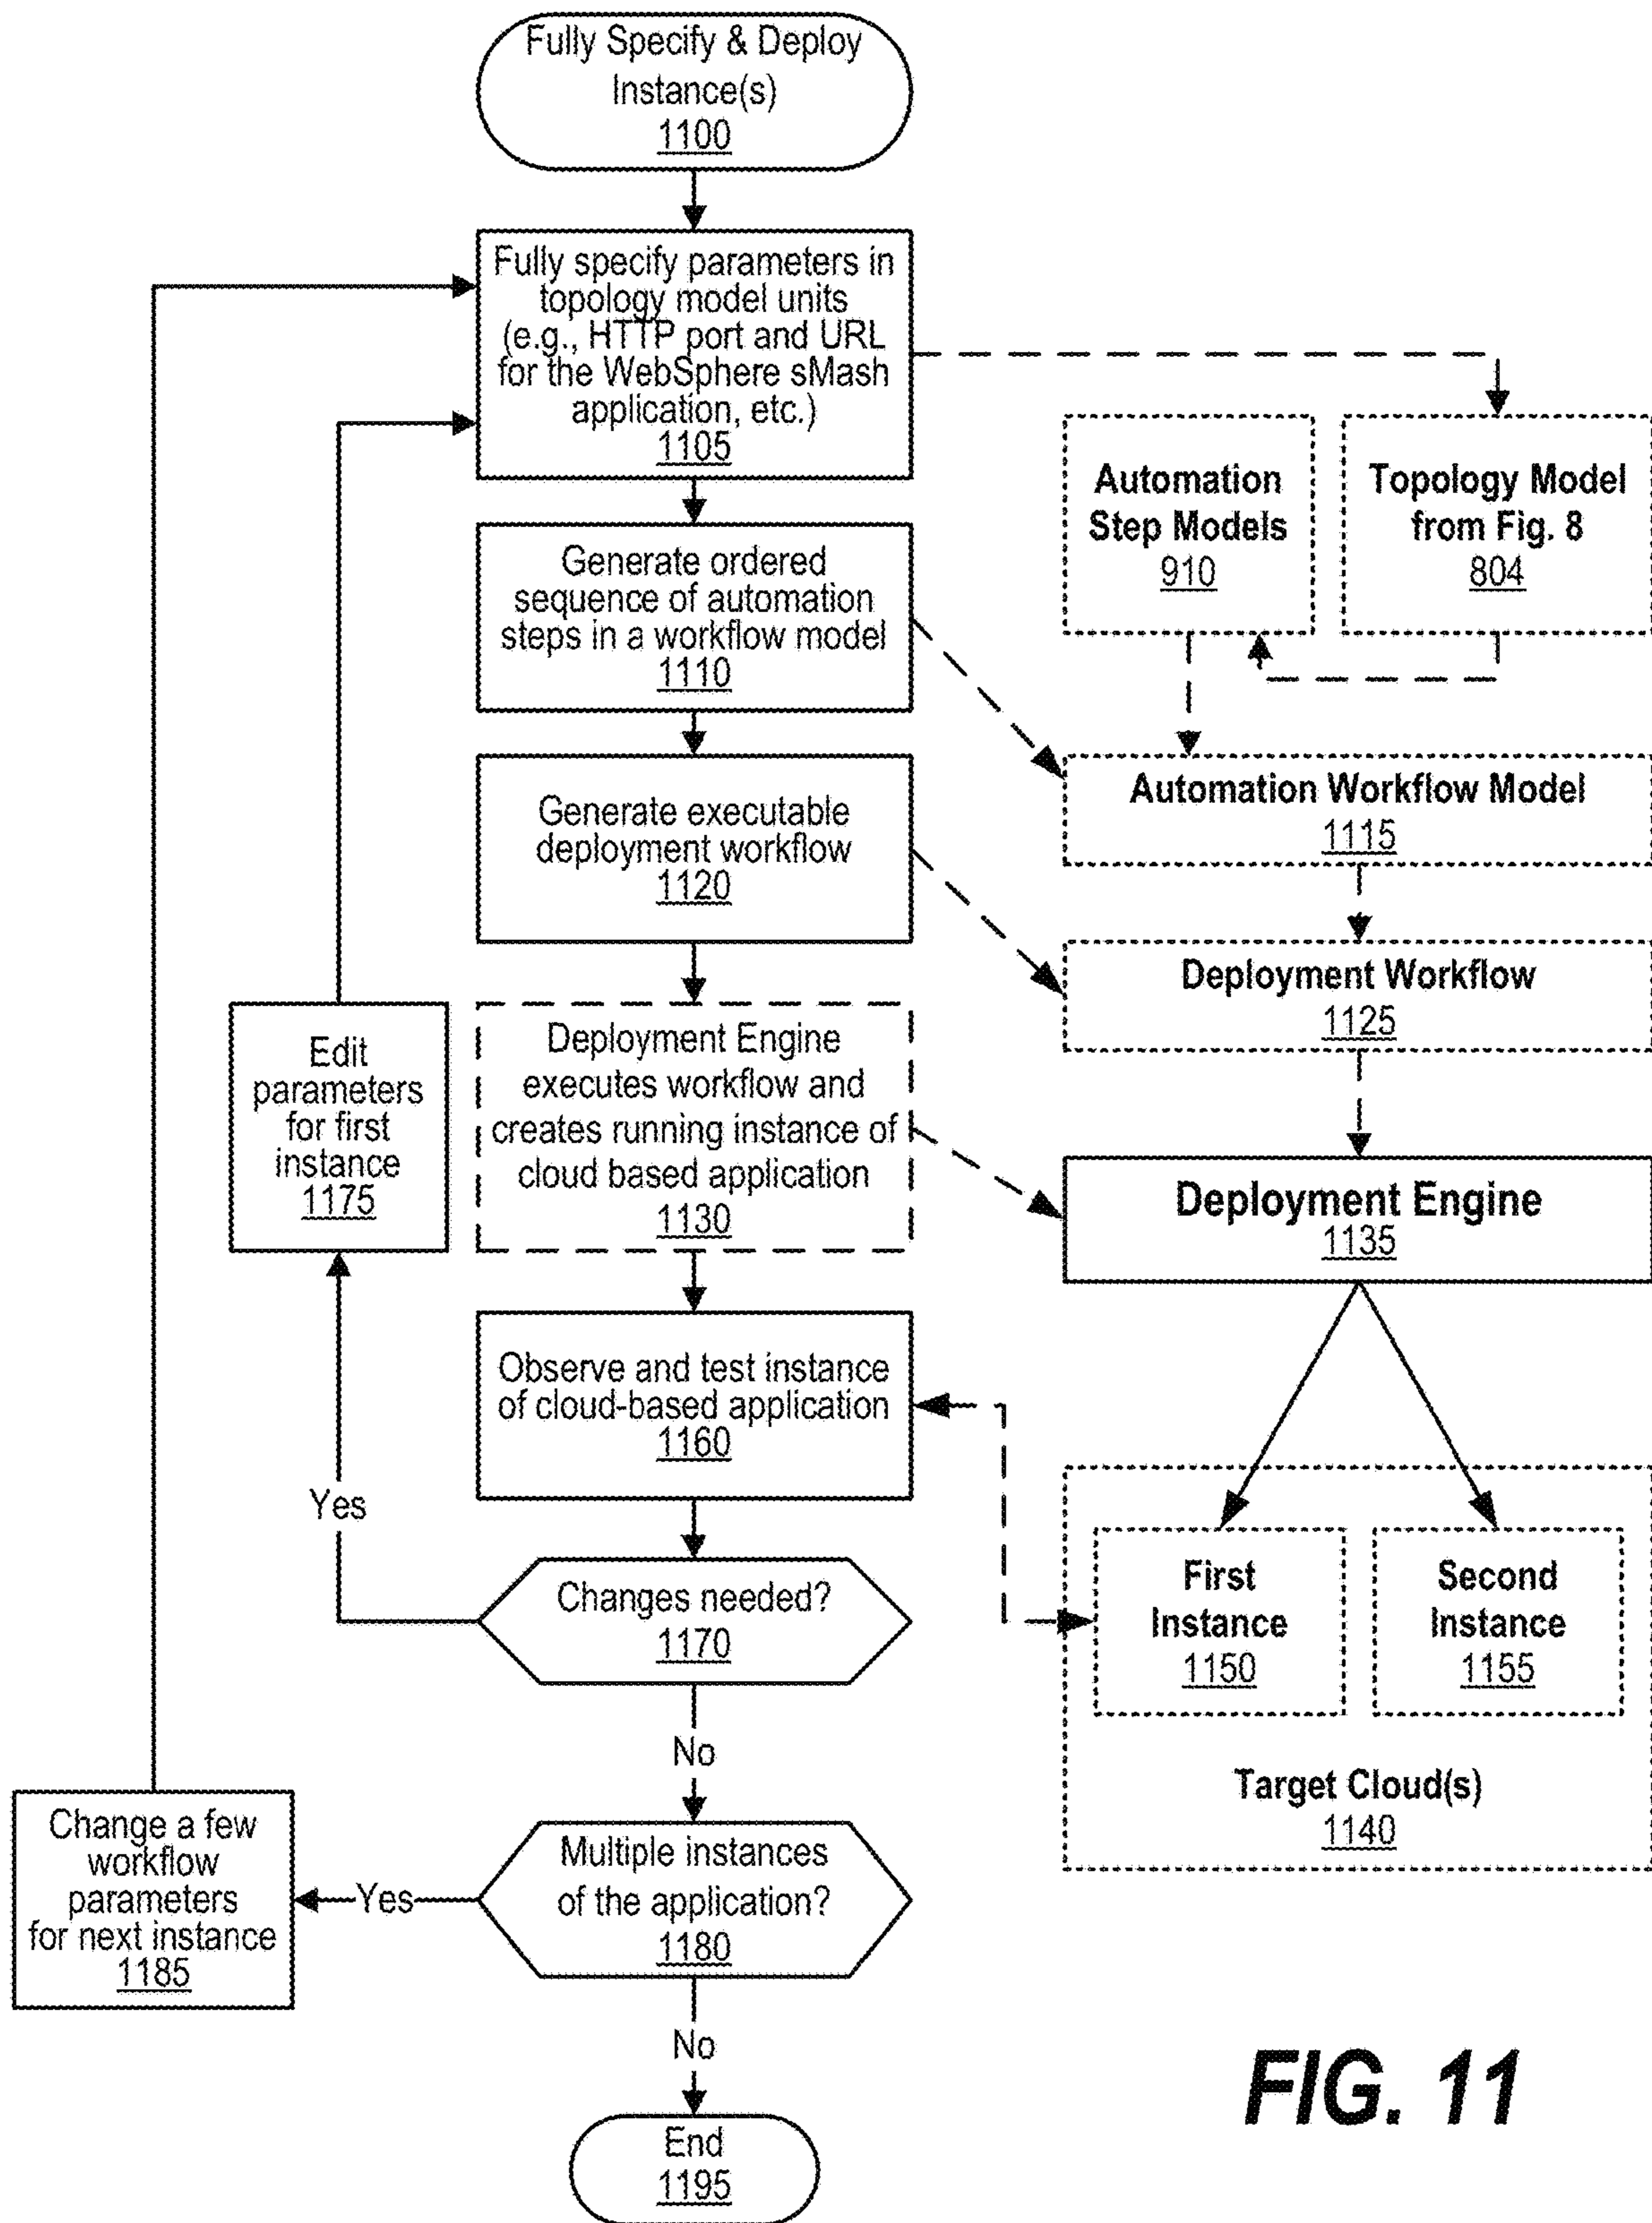 Fully Specify & Deploy
Instance(s)
1100
Fully specify parameters in
topology model units
(e.g., HTTP port and URL
for the WebSphere sMash
application, etc.)
1105
Automation
Step Models
910
Topology Model
from Fig. 8
804
Generate ordered
sequence of automation
steps in a workflow model
1110
Automation Workflow Model
1115
Generate executable
deployment workflow
1120
Deployment Workflow
1125
Edit
parameters
for first
instance
1175
Deployment Engine
executes workflow and
creates running instance of
cloud based application
1130
Deployment Engine
1135
Observe and test instance
of cloud-based application
1160
Yes
First
Instance
1150
Second
Instance
1155
Target Cloud(s)
1140
Changes needed?
1170
No
Change a few
workflow
parameters
for next instance
1185
Yes
Multiple instances
of the application?
1180
No
End
1195
FIG. 11